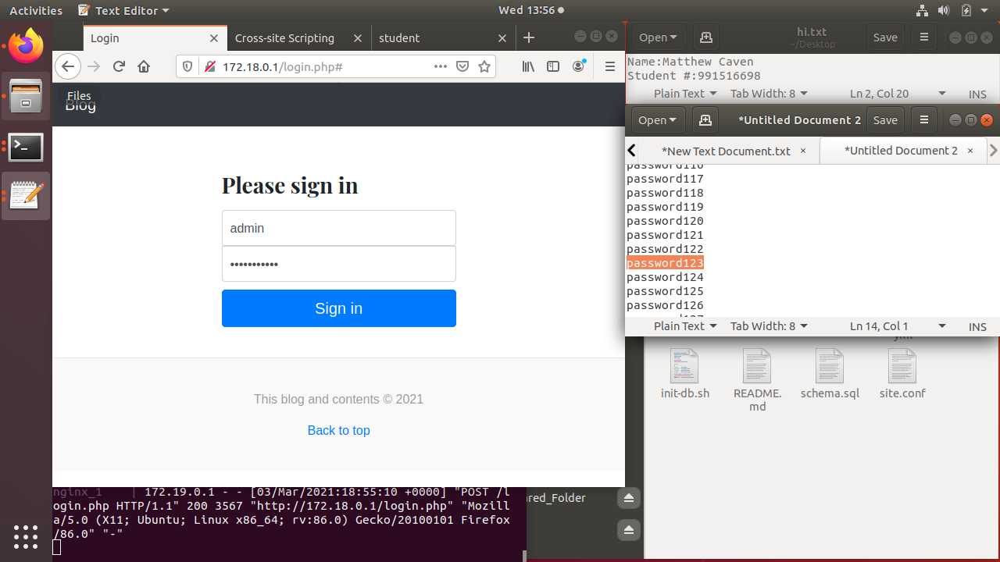 Activities
Text Editor
Wed 13:56
Login
Cross-site Scripting
student
172.18.0.1/login.php#
Files
Blog
Please sign in
admin
•••••••••••
Sign in
This blog and contents © 2021
Back to top
nginx_1    | 172.19.0.1 - - [03/Mar/2021:18:55:10 +0000] "POST /l
ogin.php HTTP/1.1" 200 3567 "http://172.18.0.1/login.php" "Mozill
a/5.0 (X11; Ubuntu; Linux x86_64; rv:86.0) Gecko/20100101 Firefox
/86.0" "-"
Open
hi.txt
~/Desktop
Save
Name:Matthew Caven
Student #:991516698
Plain Text
Tab Width: 8
Ln 2, Col 20
INS
Open
*Untitled Document 2
Save
*New Text Document.txt
*Untitled Document 2
password116
password117
password118
password119
password120
password121
password122
password123
password124
password125
password126
Plain Text
Tab Width: 8
Ln 14, Col 1
INS
init-db.sh
README.
md
schema.sql
site.conf
ared_Folder